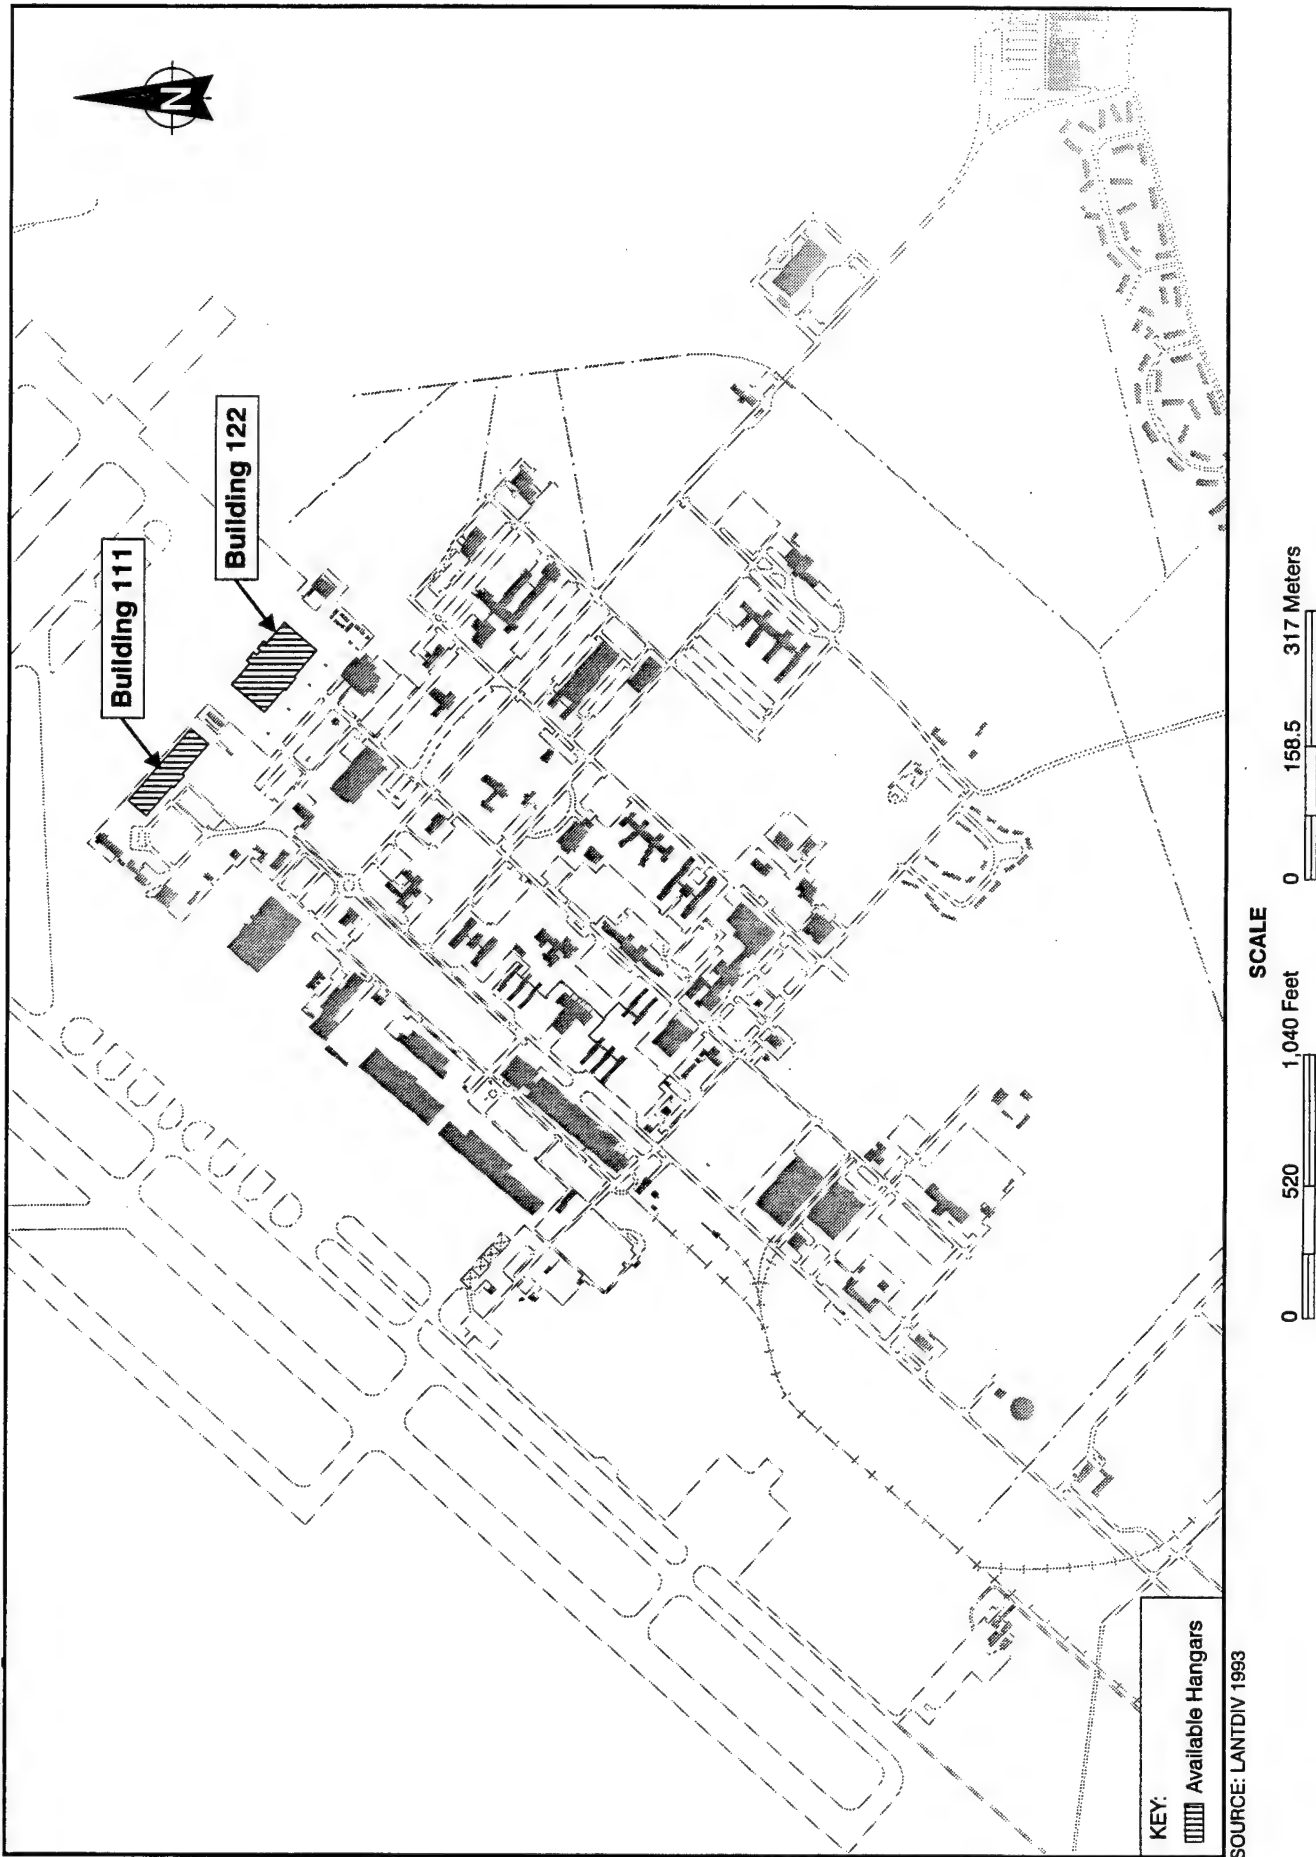 N
Building 111
Building 122
KEY:
Available Hangars
SOURCE: LANTDIV 1993
SCALE
0 520 1,040 Feet
0 158.5 317 Meters